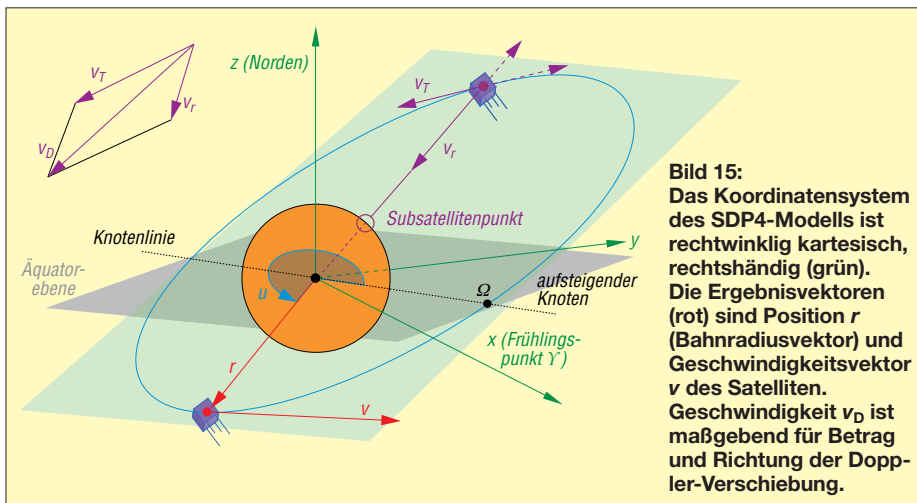 z (Norden)
v_T
v_r
v_D
v_T
v_r
Subsatellitenpunkt
Knotenlinie
y
Äquator-
ebene
u
aufsteigender
Knoten
Ω
x (Frühlings-
punkt ϒ)
r
v
Bild 15:
Das Koordinatensystem
des SDP4-Modells ist
rechtwinklig kartesisch,
rechtshändig (grün).
Die Ergebnisvektoren
(rot) sind Position r
(Bahnradiusvektor) und
Geschwindigkeitsvektor
v des Satelliten.
Geschwindigkeit v_D ist
maßgebend für Betrag
und Richtung der Dopp-
ler-Verschiebung.